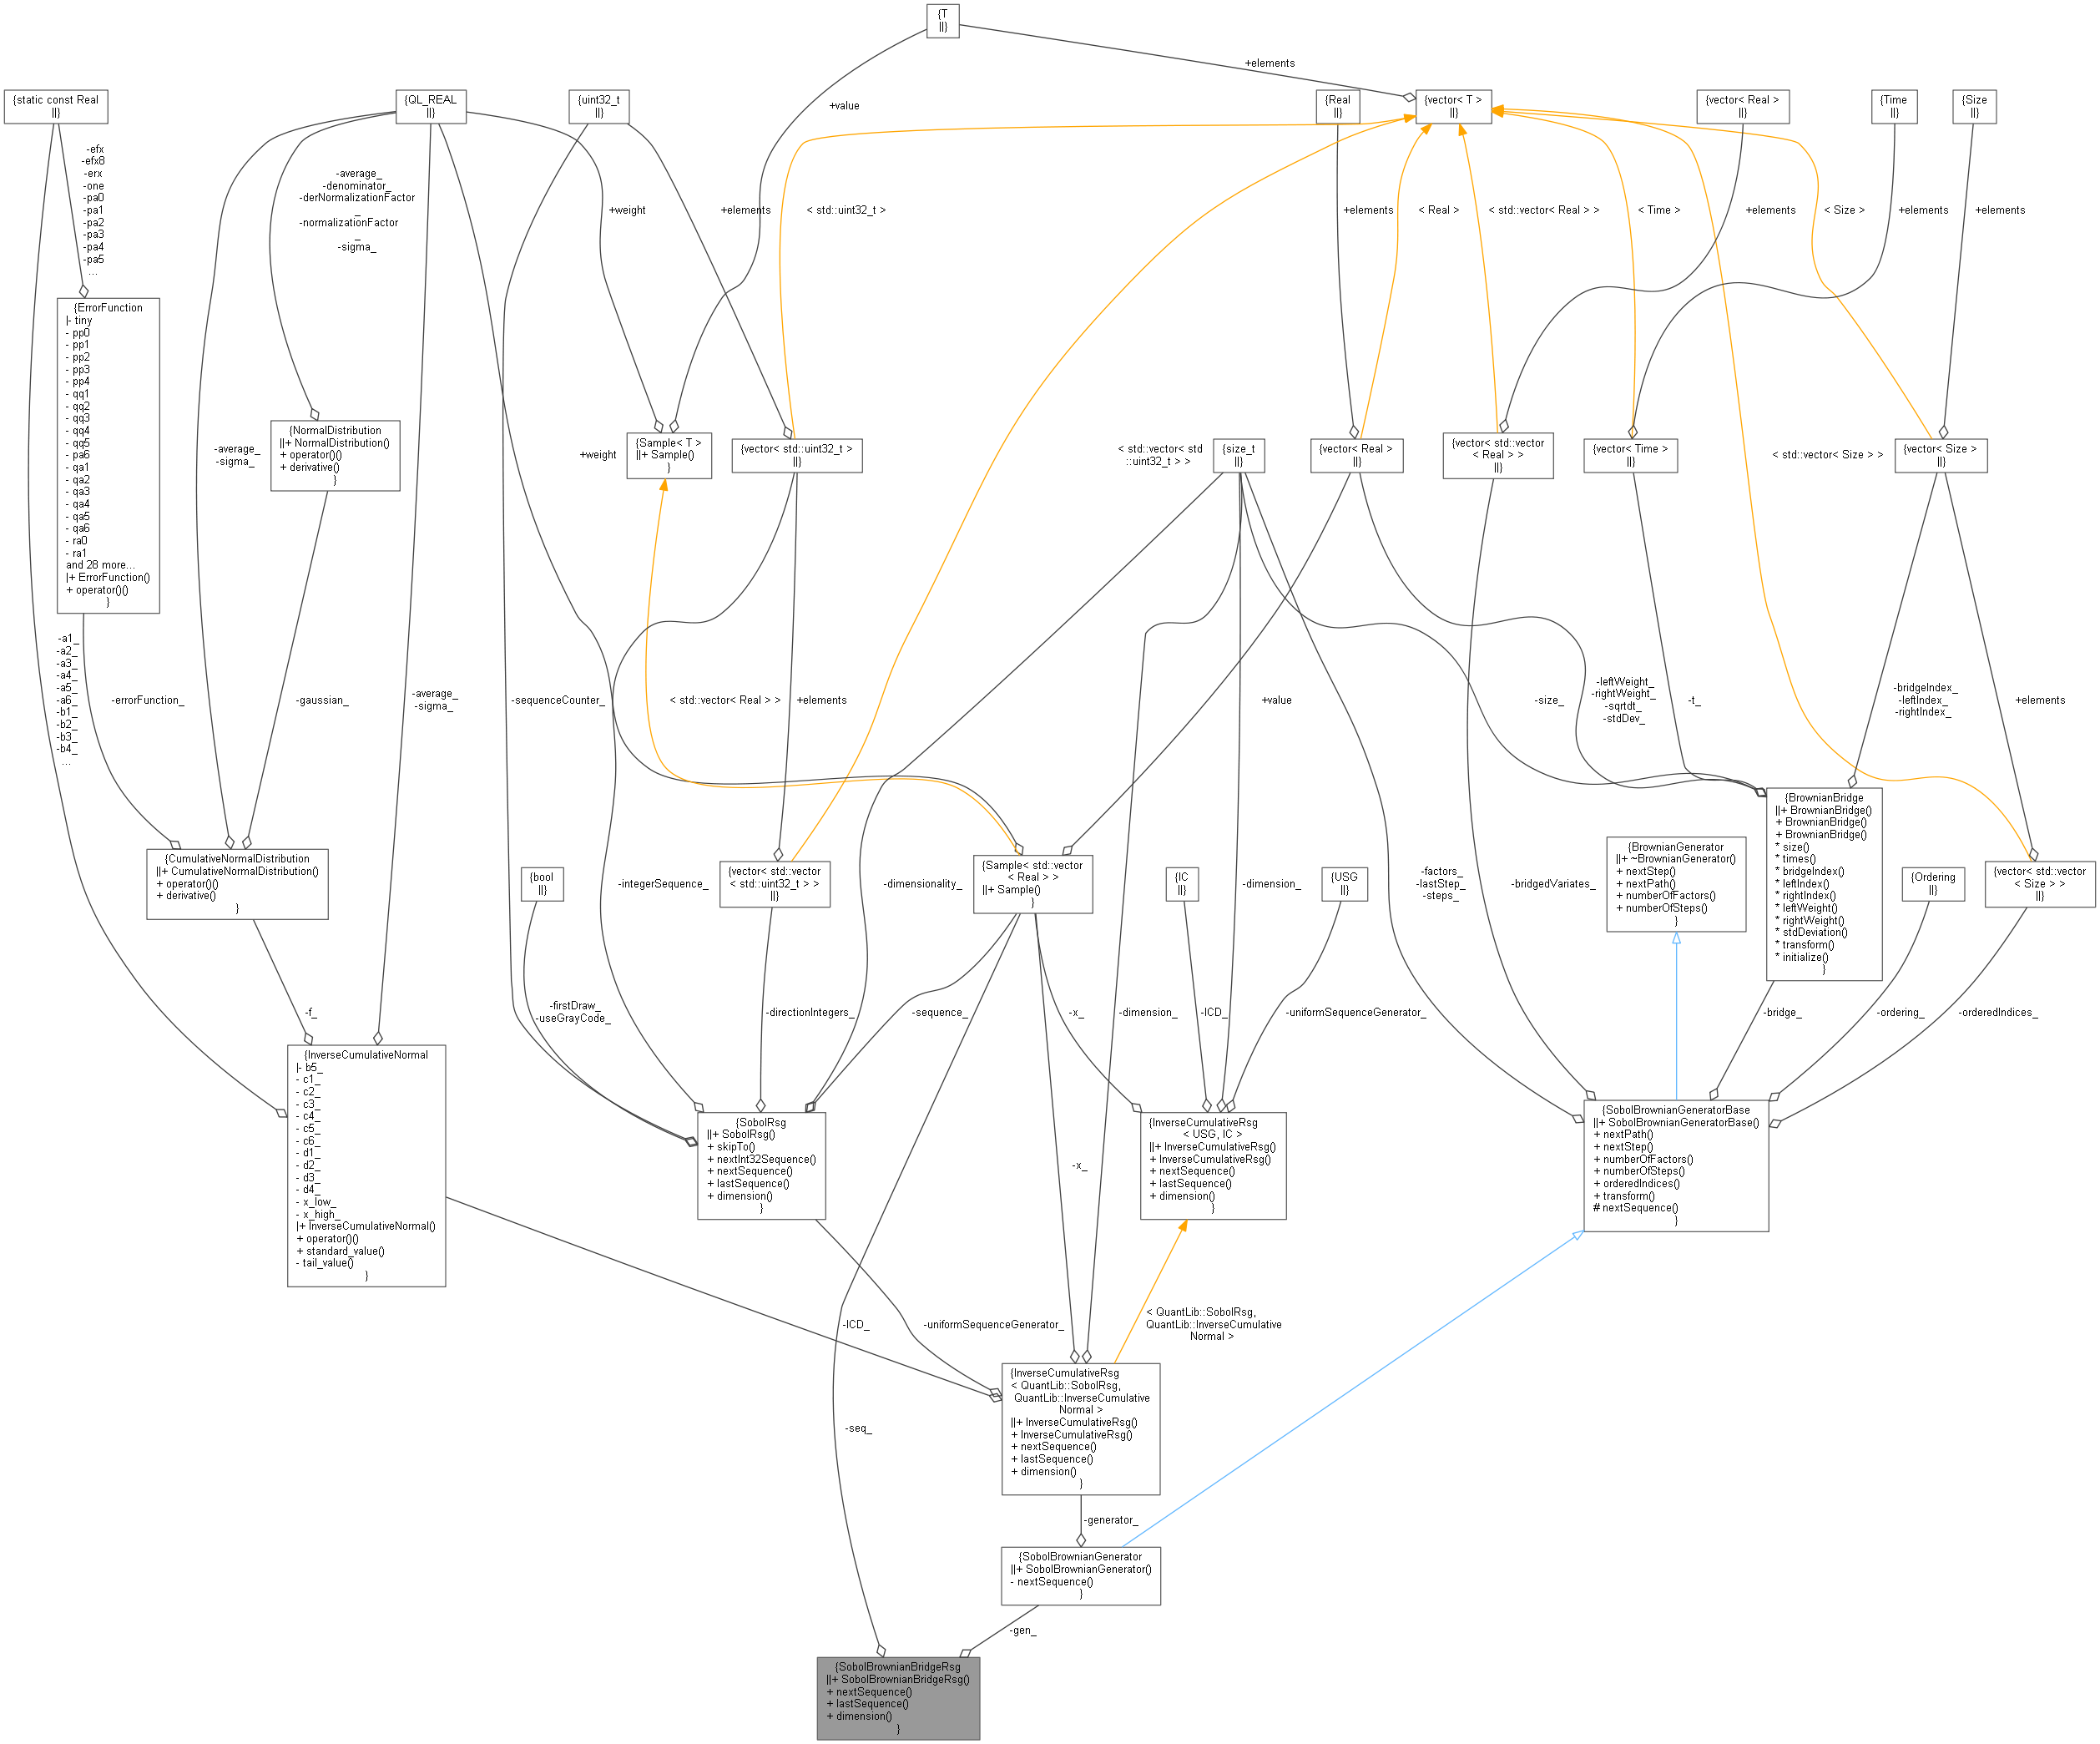 {T
||}
+elements
{static const Real
||}
{QL_REAL
||}
{uint32_t
||}
+value
{Real
||}
{vector< T >
||}
{vector< Real >
||}
{Time
||}
{Size
||}
-efx
-efx8
-erx
-one
-pa0
-pa1
-pa2
-pa3
-pa4
-pa5
...
-average_
-denominator_
-derNormalizationFactor
_
-normalizationFactor
_
-sigma_
+weight
+elements
< std::uint32_t >
+elements
< Real >
< std::vector< Real > >
< Time >
+elements
< Size >
+elements
+elements
{ErrorFunction
|- tiny
- pp0
- pp1
- pp2
- pp3
- pp4
- qq1
- qq2
- qq3
- qq4
- qq5
- pa6
- qa1
- qa2
- qa3
- qa4
- qa5
- qa6
- ra0
- ra1
and 28 more...
|+ ErrorFunction()
+ operator()()
}
-average_
-sigma_
{NormalDistribution
||+ NormalDistribution()
+ operator()()
+ derivative()
}
+weight
{Sample< T >
||+ Sample()
}
{vector< std::uint32_t >
||}
< std::vector< std
::uint32_t > >
{size_t
||}
{vector< Real >
||}
{vector< std::vector
< Real > >
||}
{vector< Time >
||}
< std::vector< Size > >
{vector< Size >
||}
-a1_
-a2_
-a3_
-a4_
-a5_
-a6_
-b1_
-b2_
-b3_
-b4_
...
-errorFunction_
-gaussian_
-average_
-sigma_
-sequenceCounter_
< std::vector< Real > >
+elements
+value
-size_
-leftWeight_
-rightWeight_
-sqrtdt_
-stdDev_
-t_
-bridgeIndex_
-leftIndex_
-rightIndex_
+elements
{CumulativeNormalDistribution
||+ CumulativeNormalDistribution()
+ operator()()
+ derivative()
}
{bool
||}
-integerSequence_
{vector< std::vector
< std::uint32_t > >
||}
-dimensionality_
{Sample< std::vector
< Real > >
||+ Sample()
}
{IC
||}
-dimension_
{USG
||}
-factors_
-lastStep_
-steps_
-bridgedVariates_
{BrownianGenerator
||+ ~BrownianGenerator()
+ nextStep()
+ nextPath()
+ numberOfFactors()
+ numberOfSteps()
}
{BrownianBridge
||+ BrownianBridge()
+ BrownianBridge()
+ BrownianBridge()
* size()
* times()
* bridgeIndex()
* leftIndex()
* rightIndex()
* leftWeight()
* rightWeight()
* stdDeviation()
* transform()
* initialize()
}
{Ordering
||}
{vector< std::vector
< Size > >
||}
-f_
-firstDraw_
-useGrayCode_
-directionIntegers_
-sequence_
-x_
-dimension_
-ICD_
-uniformSequenceGenerator_
-bridge_
-ordering_
-orderedIndices_
{InverseCumulativeNormal
|- b5_
- c1_
- c2_
- c3_
- c4_
- c5_
- c6_
- d1_
- d2_
- d3_
- d4_
- x_low_
- x_high_
|+ InverseCumulativeNormal()
+ operator()()
+ standard_value()
- tail_value()
}
{SobolRsg
||+ SobolRsg()
+ skipTo()
+ nextInt32Sequence()
+ nextSequence()
+ lastSequence()
+ dimension()
}
-x_
{InverseCumulativeRsg
< USG, IC >
||+ InverseCumulativeRsg()
+ InverseCumulativeRsg()
+ nextSequence()
+ lastSequence()
+ dimension()
}
{SobolBrownianGeneratorBase
||+ SobolBrownianGeneratorBase()
+ nextPath()
+ nextStep()
+ numberOfFactors()
+ numberOfSteps()
+ orderedIndices()
+ transform()
# nextSequence()
}
-ICD_
-uniformSequenceGenerator_
< QuantLib::SobolRsg,
QuantLib::InverseCumulative
Normal >
-seq_
{InverseCumulativeRsg
< QuantLib::SobolRsg,
QuantLib::InverseCumulative
Normal >
||+ InverseCumulativeRsg()
+ InverseCumulativeRsg()
+ nextSequence()
+ lastSequence()
+ dimension()
}
-generator_
{SobolBrownianGenerator
||+ SobolBrownianGenerator()
- nextSequence()
}
-gen_
{SobolBrownianBridgeRsg
||+ SobolBrownianBridgeRsg()
+ nextSequence()
+ lastSequence()
+ dimension()
}